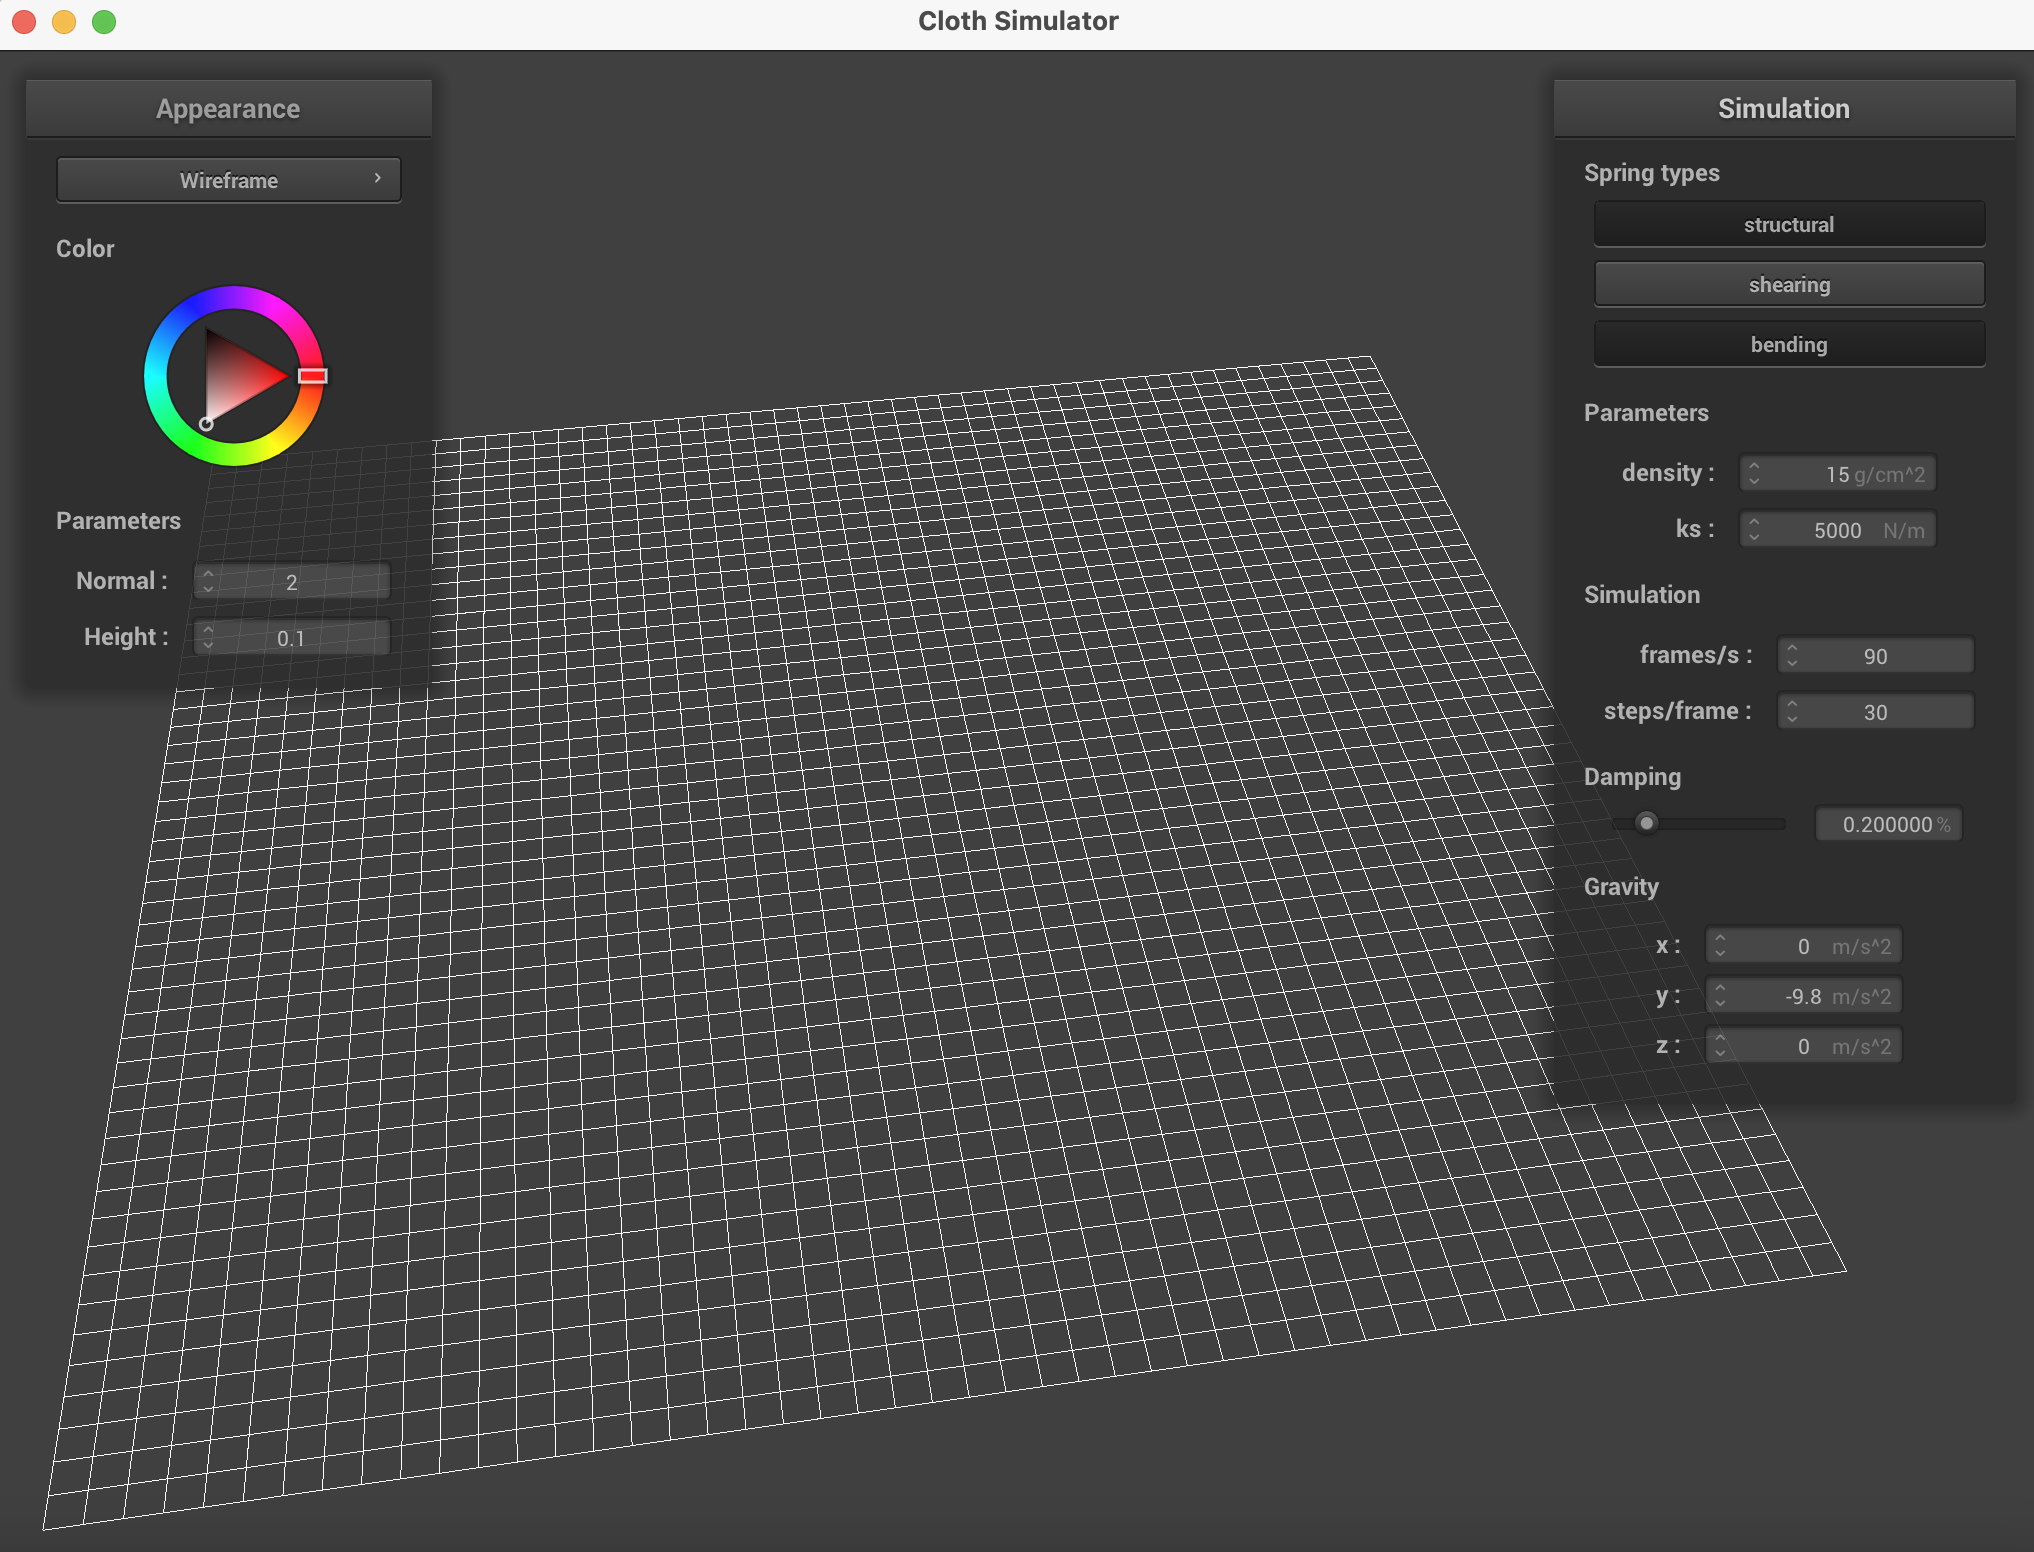 Cloth Simulator
Appearance
Wireframe
Color
Parameters
Normal : 2
Height : 0.1
Simulation
Spring types
structural
shearing
bending
Parameters
density : 15 g/cm^2
ks : 5000 N/m
Simulation
frames/s : 90
steps/frame : 30
Damping
0.200000 %
Gravity
x : 0 m/s^2
y : -9.8 m/s^2
z : 0 m/s^2